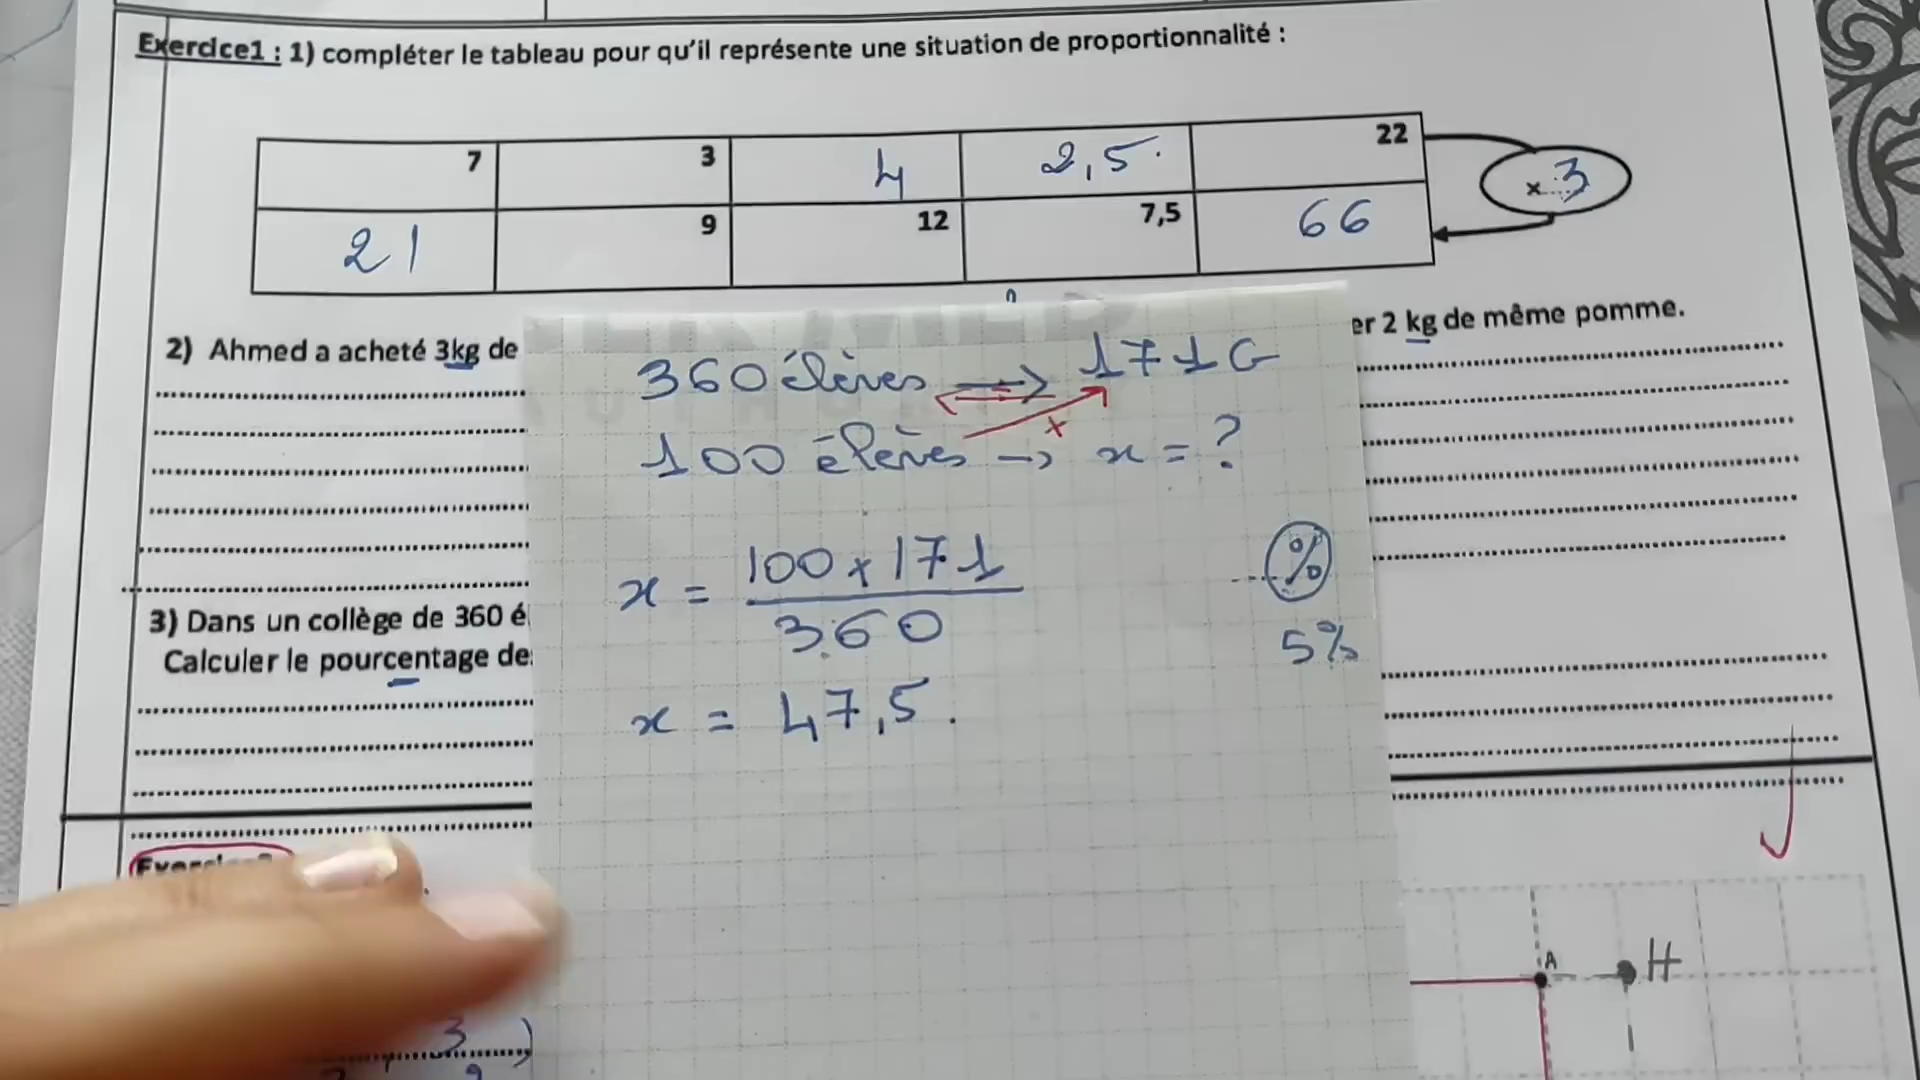 Exercice1 : 1) compléter le tableau pour qu'il représente une situation de proportionnalité :
7 3 4 2,5. 22
× 3
21 9 12 7,5 66
2) Ahmed a acheté 3kg de
er 2 kg de même pomme.
360 élèves → 171 G
×
100 élèves → x = ?
x = 100 × 171
360
%
5%
x = 47,5.
3) Dans un collège de 360 é
Calculer le pourcentage de
A H
3